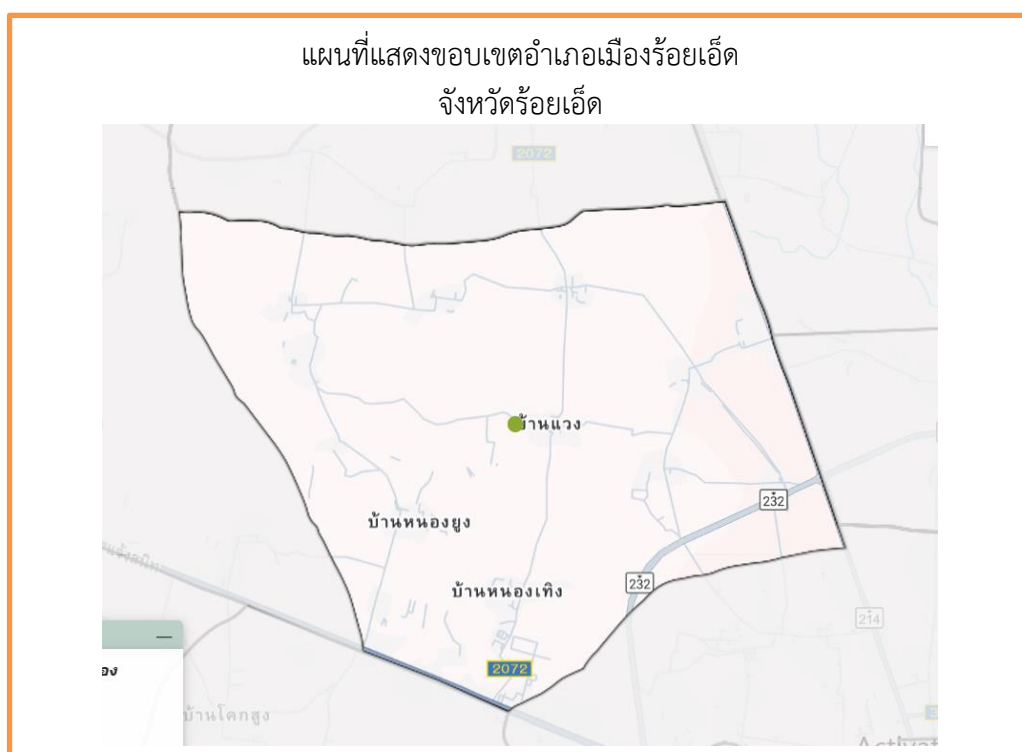 แผนที่แสดงขอบเขตอำเภอเมืองร้อยเอ็ด
จังหวัดร้อยเอ็ด
2072
บ้านแวง
232
บ้านหนองยูง
บ้านหนองเทิง
232
214
2072
อง
บ้านโคกสูง